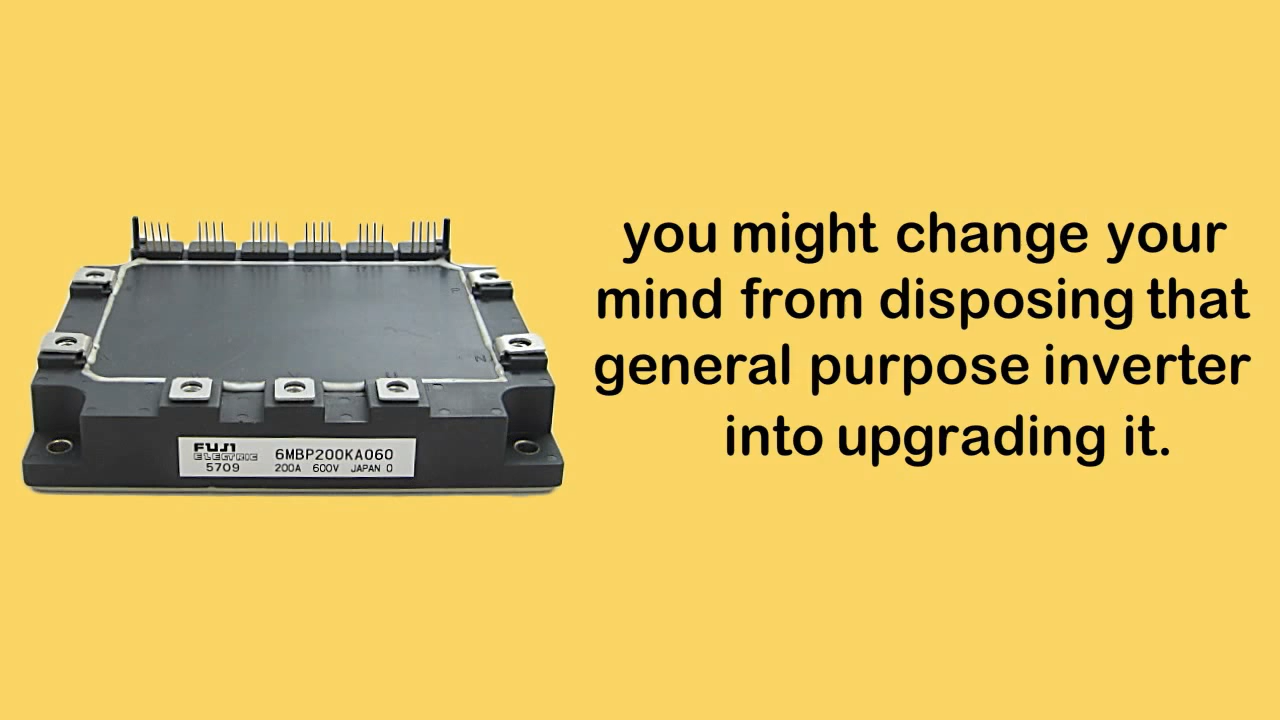 you might change your
mind from disposing that
general purpose inverter
into upgrading it.
FUJI
ELECTRIC
5709
6MBP200KA060
200A 600V JAPAN O